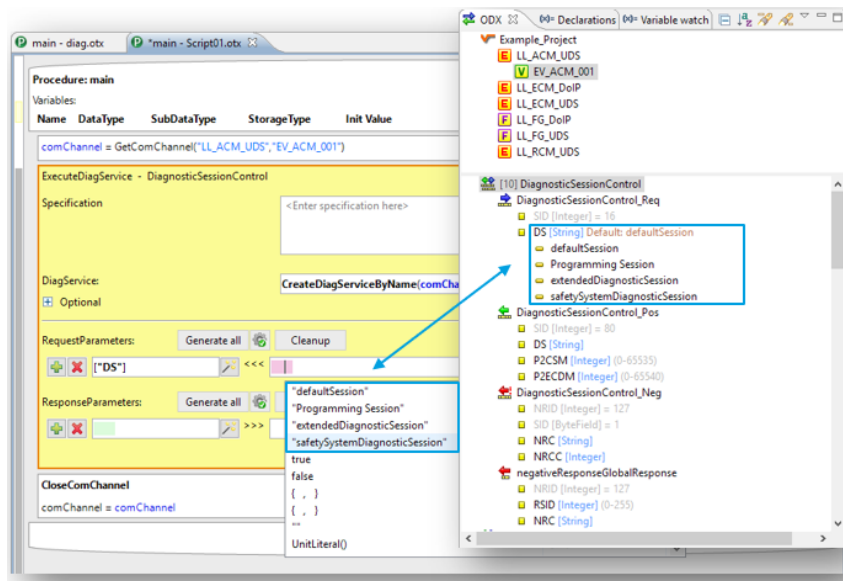 main - diag.otx
*main - Script01.otx
Procedure: main
Variables:
Name DataType SubDataType StorageType Init Value
comChannel = GetComChannel("LL_ACM_UDS","EV_ACM_001")
ExecuteDiagService - DiagnosticSessionControl
Specification
<Enter specification here>
DiagService:
CreateDiagServiceByName(comCha
Optional
RequestParameters:
Generate all
Cleanup
["DS"]
<<<
ResponseParameters:
Generate all
>>>
"defaultSession"
"Programming Session"
"extendedDiagnosticSession"
"safetySystemDiagnosticSession"
true
false
{ , }
{ , }
""
UnitLiteral()
CloseComChannel
comChannel = comChannel
ODX
(x)= Declarations
(x)= Variable watch
Example_Project
E LL_ACM_UDS
V EV_ACM_001
E LL_ECM_DoIP
E LL_ECM_UDS
F LL_FG_DoIP
F LL_FG_UDS
E LL_RCM_UDS
[10] DiagnosticSessionControl
DiagnosticSessionControl_Req
SID [Integer] = 16
DS [String] Default: defaultSession
defaultSession
Programming Session
extendedDiagnosticSession
safetySystemDiagnosticSession
DiagnosticSessionControl_Pos
SID [Integer] = 80
DS [String]
P2CSM [Integer] (0-65535)
P2ECDM [Integer] (0-65540)
DiagnosticSessionControl_Neg
NRID [Integer] = 127
SID [ByteField] = 1
NRC [String]
NRCC [Integer]
negativeResponseGlobalResponse
NRID [Integer] = 127
RSID [Integer] (0-255)
NRC [String]